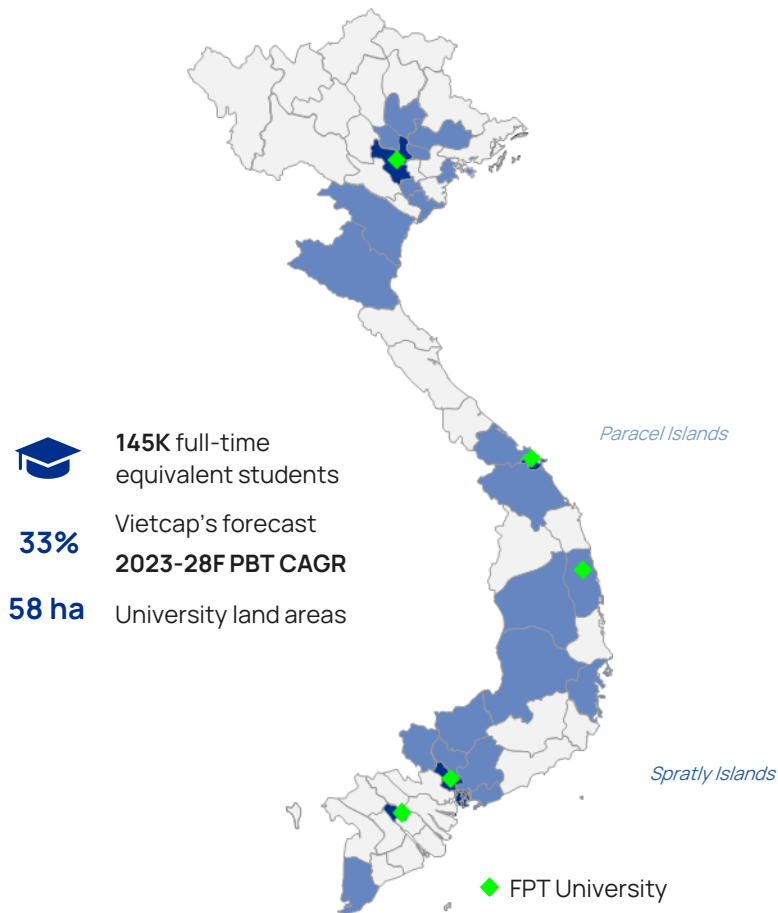 145K full-time
equivalent students
33%
Vietcap's forecast
2023-28F PBT CAGR
58 ha
University land areas
Paracel Islands
Spratly Islands
FPT University